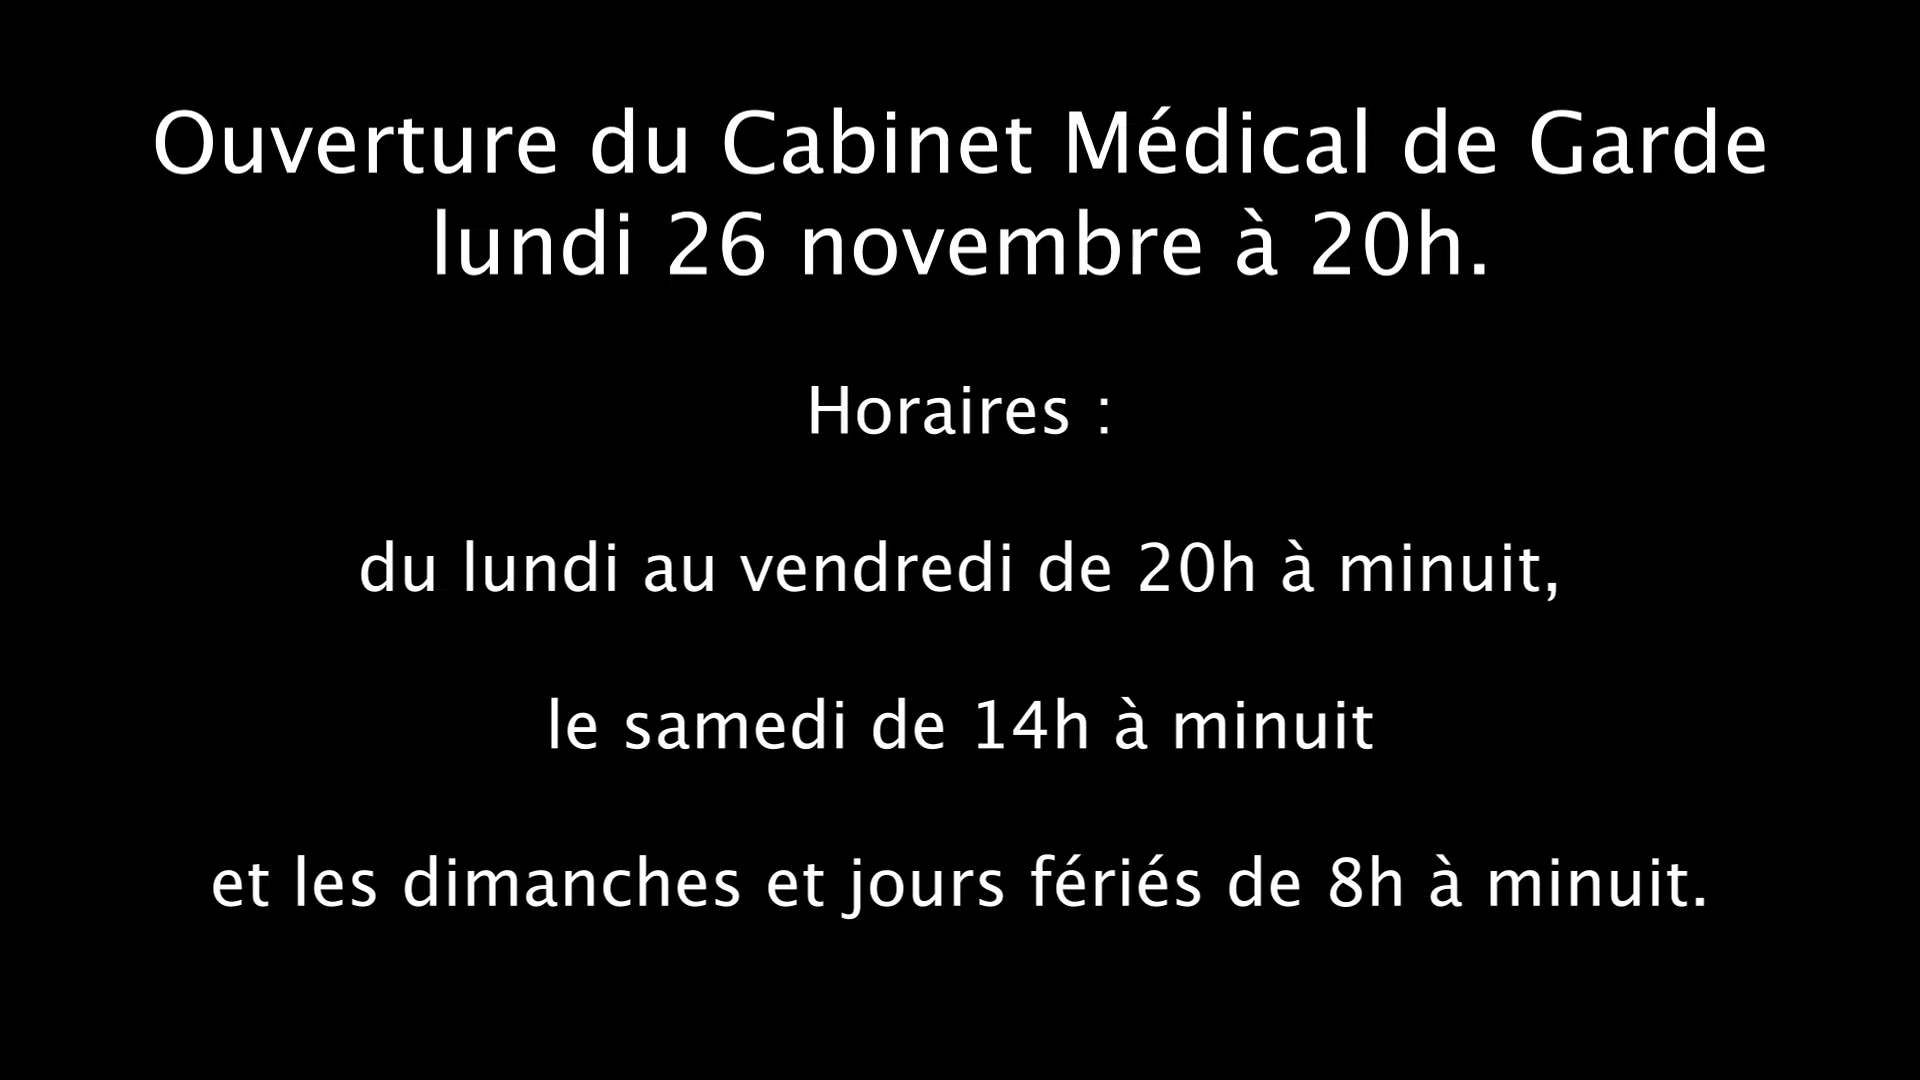 Ouverture du Cabinet Médical de Garde
lundi 26 novembre à 20h.
Horaires :
du lundi au vendredi de 20h à minuit,
le samedi de 14h à minuit
et les dimanches et jours fériés de 8h à minuit.